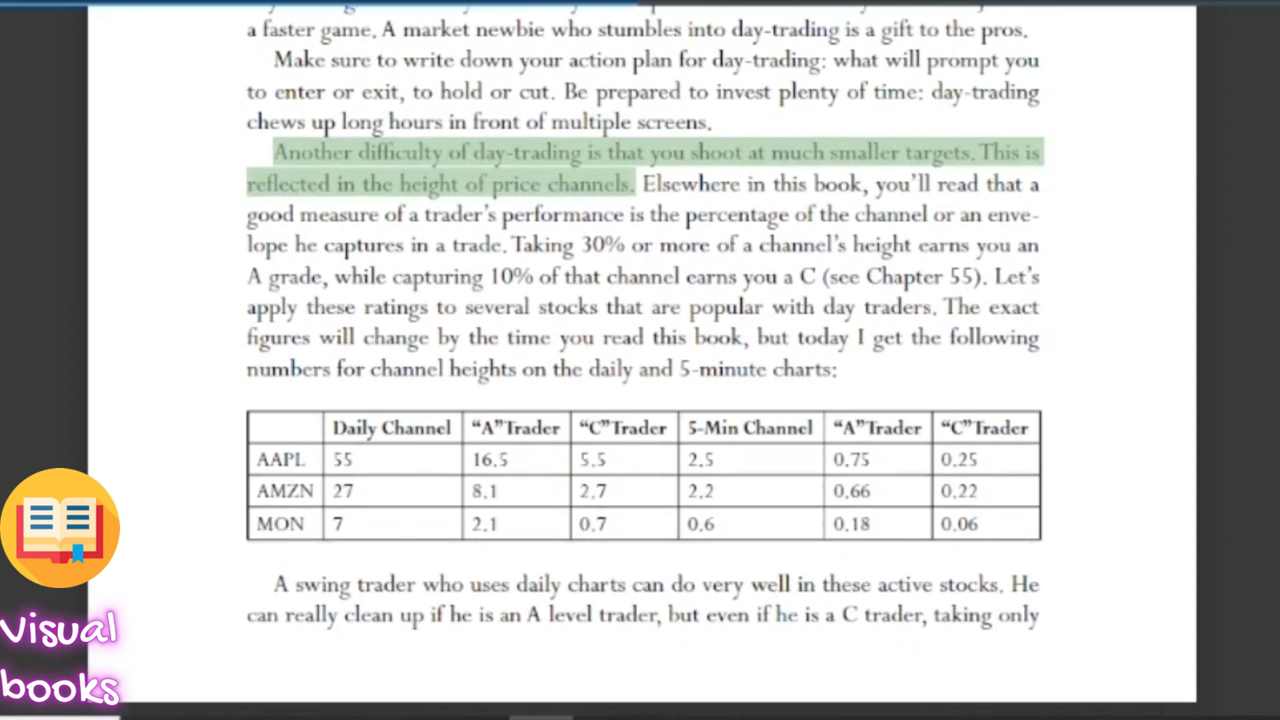 a faster game. A market newbie who stumbles into day-trading is a gift to the pros.
Make sure to write down your action plan for day-trading: what will prompt you
to enter or exit, to hold or cut. Be prepared to invest plenty of time: day-trading
chews up long hours in front of multiple screens.
Another difficulty of day-trading is that you shoot at much smaller targets. This is
reflected in the height of price channels. Elsewhere in this book, you'll read that a
good measure of a trader's performance is the percentage of the channel or an enve-
lope he captures in a trade. Taking 30% or more of a channel's height earns you an
A grade, while capturing 10% of that channel earns you a C (see Chapter 55). Let's
apply these ratings to several stocks that are popular with day traders. The exact
figures will change by the time you read this book, but today I get the following
numbers for channel heights on the daily and 5-minute charts:
Daily Channel "A" Trader "C" Trader 5-Min Channel "A" Trader "C" Trader
AAPL 55 16.5 5.5 2.5 0.75 0.25
AMZN 27 8.1 2.7 2.2 0.66 0.22
MON 7 2.1 0.7 0.6 0.18 0.06
A swing trader who uses daily charts can do very well in these active stocks. He
can really clean up if he is an A level trader, but even if he is a C trader, taking only
Visual
books